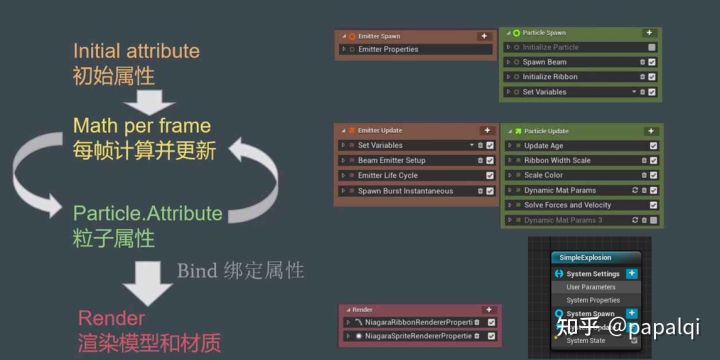 Initial attribute
初始属性
Math per frame
每帧计算并更新
Particle.Attribute
粒子属性
Bind 绑定属性
Render
渲染模型和材质
Emitter Spawn
Emitter Properties
Particle Spawn
Initialize Particle
Spawn Beam
Initialize Ribbon
Set Variables
Emitter Update
Set Variables
Beam Emitter Setup
Emitter Life Cycle
Spawn Burst Instantaneous
Particle Update
Update Age
Ribbon Width Scale
Scale Color
Dynamic Mat Params
Solve Forces and Velocity
Dynamic Mat Params 3
SimpleExplosion
System Settings
User Parameters
System Properties
System Spawn
System State
Render
NiagaraRibbonRendererProperti
NiagaraSpriteRendererPropertie
知乎 @papalqi